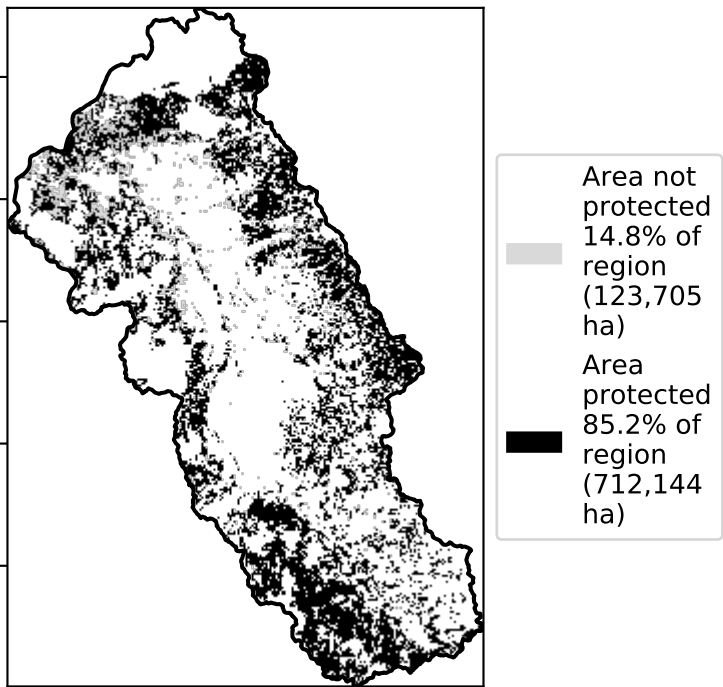 Area not
protected
14.8% of
region
(123,705
ha)
Area
protected
85.2% of
region
(712,144
ha)